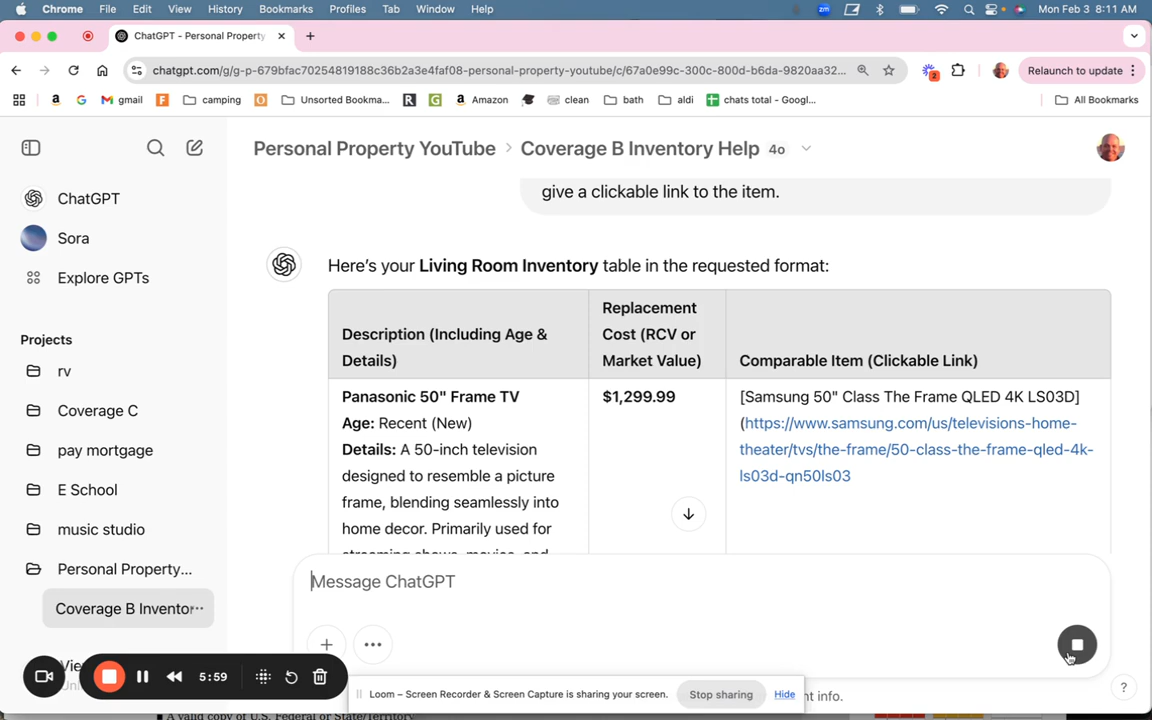 Chrome File Edit View History Bookmarks Profiles Tab Window Help
zm
Mon Feb 3 8:11 AM
ChatGPT - Personal Property
chatgpt.com/g/g-p-679bfac70254819188c36b2a3e4faf08-personal-property-youtube/c/67a0e99c-300c-800d-b6da-9820aa32...
2
Relaunch to update
gmail
camping
Unsorted Bookma...
Amazon
clean
bath
aldi
chats total - Googl...
All Bookmarks
Personal Property YouTube > Coverage B Inventory Help 4o
ChatGPT
Sora
Explore GPTs
Projects
rv
Coverage C
pay mortgage
E School
music studio
Personal Property...
Coverage B Inventor...
Vie
give a clickable link to the item.
Here's your Living Room Inventory table in the requested format:
Description (Including Age & Details)
Replacement Cost (RCV or Market Value)
Comparable Item (Clickable Link)
Panasonic 50" Frame TV
Age: Recent (New)
Details: A 50-inch television
designed to resemble a picture
frame, blending seamlessly into
home decor. Primarily used for
streaming shows, movies, and
$1,299.99
[Samsung 50" Class The Frame QLED 4K LS03D]
(https://www.samsung.com/us/televisions-home-
theater/tvs/the-frame/50-class-the-frame-qled-4k-
ls03d-qn50ls03
Message ChatGPT
5:59
Loom – Screen Recorder & Screen Capture is sharing your screen.
Stop sharing
Hide
nt info.
?
A valid copy of U.S. Federal or State/Territory